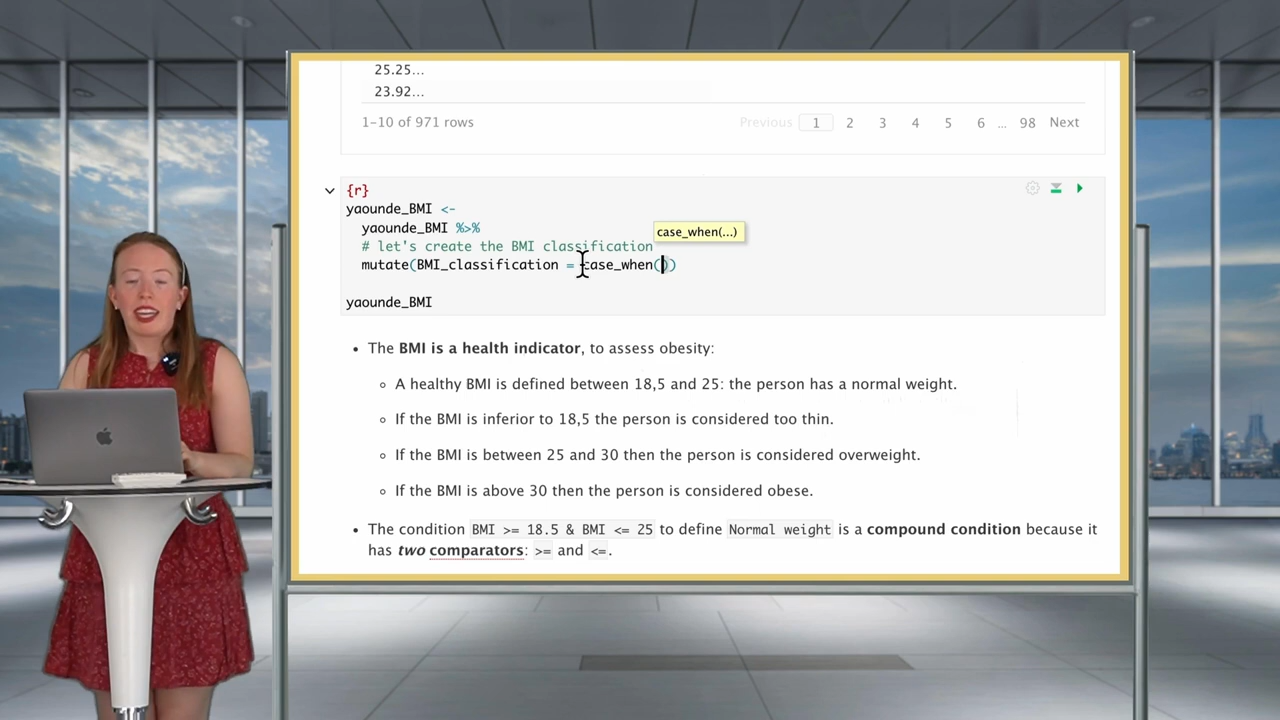 25.25...
23.92...
1–10 of 971 rows
Previous 1 2 3 4 5 6 ... 98 Next
{r}
yaounde_BMI <-
yaounde_BMI %>%
case_when(...)
# let's create the BMI classification
mutate(BMI_classification = case_when())
yaounde_BMI
• The BMI is a health indicator, to assess obesity:
◦ A healthy BMI is defined between 18,5 and 25: the person has a normal weight.
◦ If the BMI is inferior to 18,5 the person is considered too thin.
◦ If the BMI is between 25 and 30 then the person is considered overweight.
◦ If the BMI is above 30 then the person is considered obese.
• The condition BMI >= 18.5 & BMI <= 25 to define Normal weight is a compound condition because it
has two comparators: >= and <=.